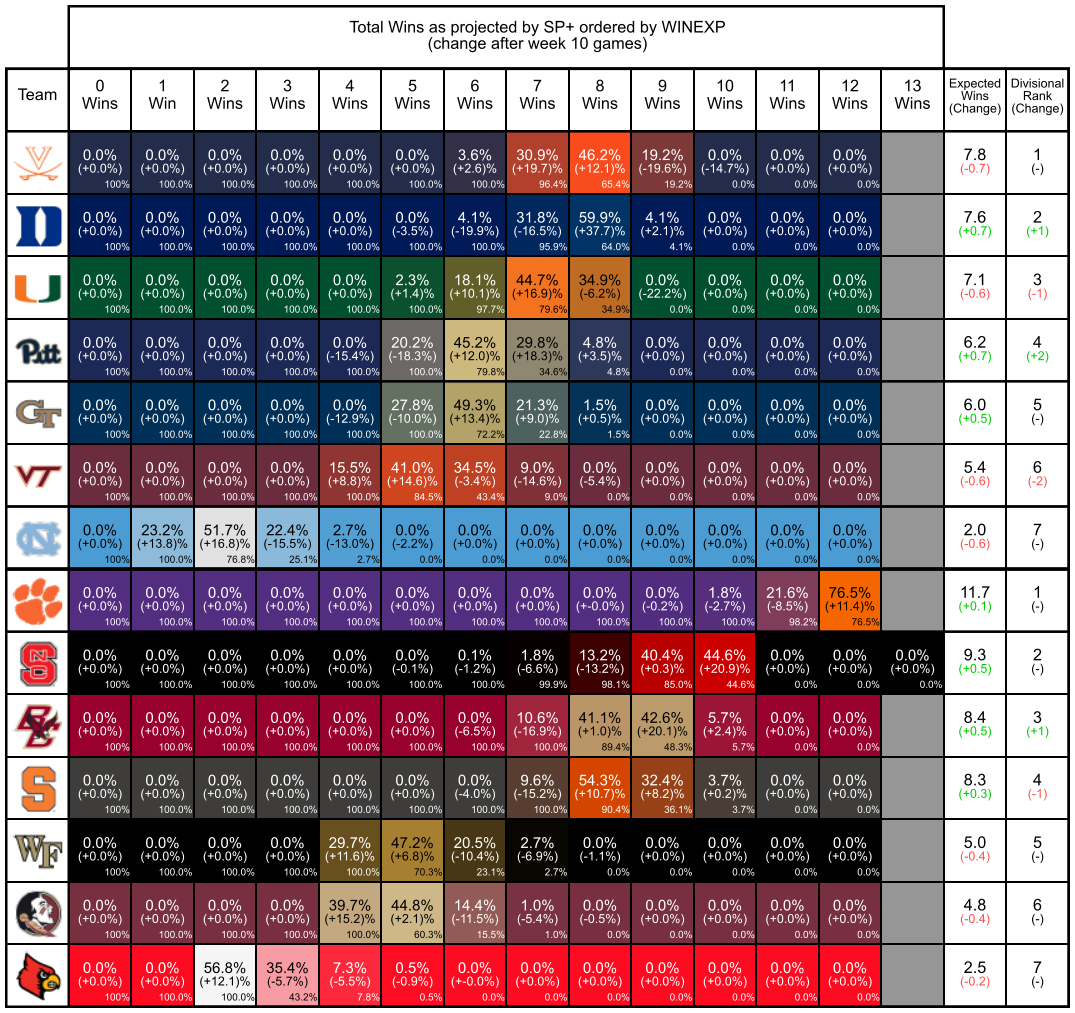 Total Wins as projected by SP+ ordered by WINEXP
(change after week 10 games)
Team
0 Wins
1 Win
2 Wins
3 Wins
4 Wins
5 Wins
6 Wins
7 Wins
8 Wins
9 Wins
10 Wins
11 Wins
12 Wins
13 Wins
Expected Wins (Change)
Divisional Rank (Change)
V
0.0% 0.0% 0.0% 0.0% 0.0% 0.0% 3.6% 30.9% 46.2% 19.2% 0.0% 0.0% 0.0% 7.8 1
(+0.0%) (+0.0%) (+0.0%) (+0.0%) (+0.0%) (+0.0%) (+2.6)% (+19.7)% (+12.1)% (-19.6)% (-14.7)% (+0.0%) (+0.0%) (-0.7) (-)
100% 100.0% 100.0% 100.0% 100.0% 100.0% 100.0% 96.4% 65.4% 19.2% 0.0% 0.0% 0.0%
D
0.0% 0.0% 0.0% 0.0% 0.0% 0.0% 4.1% 31.8% 59.9% 4.1% 0.0% 0.0% 0.0% 7.6 2
(+0.0%) (+0.0%) (+0.0%) (+0.0%) (+0.0%) (-3.5%) (-19.9%) (-16.5%) (+37.7)% (+2.1)% (+0.0%) (+0.0%) (+0.0%) (+0.7) (+1)
100% 100.0% 100.0% 100.0% 100.0% 100.0% 100.0% 95.9% 64.0% 4.1% 0.0% 0.0% 0.0%
U
0.0% 0.0% 0.0% 0.0% 0.0% 2.3% 18.1% 44.7% 34.9% 0.0% 0.0% 0.0% 0.0% 7.1 3
(+0.0%) (+0.0%) (+0.0%) (+0.0%) (+0.0%) (+1.4)% (+10.1)% (+16.9)% (-6.2)% (-22.2%) (+0.0%) (+0.0%) (+0.0%) (-0.6) (-1)
100% 100.0% 100.0% 100.0% 100.0% 100.0% 97.7% 79.6% 34.9% 0.0% 0.0% 0.0% 0.0%
Pitt
0.0% 0.0% 0.0% 0.0% 0.0% 20.2% 45.2% 29.8% 4.8% 0.0% 0.0% 0.0% 0.0% 6.2 4
(+0.0%) (+0.0%) (+0.0%) (+0.0%) (-15.4%) (-18.3%) (+12.0)% (+18.3)% (+3.5)% (+0.0%) (+0.0%) (+0.0%) (+0.0%) (+0.7) (+2)
100% 100.0% 100.0% 100.0% 100.0% 100.0% 79.8% 34.6% 4.8% 0.0% 0.0% 0.0% 0.0%
GT
0.0% 0.0% 0.0% 0.0% 0.0% 27.8% 49.3% 21.3% 1.5% 0.0% 0.0% 0.0% 0.0% 6.0 5
(+0.0%) (+0.0%) (+0.0%) (+0.0%) (-12.9%) (-10.0%) (+13.4)% (+9.0)% (+0.5)% (+0.0%) (+0.0%) (+0.0%) (+0.0%) (+0.5) (-)
100% 100.0% 100.0% 100.0% 100.0% 100.0% 72.2% 22.8% 1.5% 0.0% 0.0% 0.0% 0.0%
VT
0.0% 0.0% 0.0% 0.0% 15.5% 41.0% 34.5% 9.0% 0.0% 0.0% 0.0% 0.0% 0.0% 5.4 6
(+0.0%) (+0.0%) (+0.0%) (+0.0%) (+8.8)% (+14.6)% (-3.4)% (-14.6)% (-5.4%) (+0.0%) (+0.0%) (+0.0%) (+0.0%) (-0.6) (-2)
100% 100.0% 100.0% 100.0% 100.0% 84.5% 43.4% 9.0% 0.0% 0.0% 0.0% 0.0% 0.0%
NC
0.0% 23.2% 51.7% 22.4% 2.7% 0.0% 0.0% 0.0% 0.0% 0.0% 0.0% 0.0% 0.0% 2.0 7
(+0.0%) (+13.8)% (+16.8)% (-15.5)% (-13.0%) (-2.2%) (+0.0%) (+0.0%) (+0.0%) (+0.0%) (+0.0%) (+0.0%) (+0.0%) (-0.6) (-)
100% 100.0% 76.8% 25.1% 2.7% 0.0% 0.0% 0.0% 0.0% 0.0% 0.0% 0.0% 0.0%
0.0% 0.0% 0.0% 0.0% 0.0% 0.0% 0.0% 0.0% 0.0% 0.0% 1.8% 21.6% 76.5% 11.7 1
(+0.0%) (+0.0%) (+0.0%) (+0.0%) (+0.0%) (+0.0%) (+0.0%) (+0.0%) (+-0.0%) (-0.2%) (-2.7%) (-8.5%) (+11.4)% (+0.1) (-)
100% 100.0% 100.0% 100.0% 100.0% 100.0% 100.0% 100.0% 100.0% 100.0% 100.0% 98.2% 76.5%
NCS
0.0% 0.0% 0.0% 0.0% 0.0% 0.0% 0.1% 1.8% 13.2% 40.4% 44.6% 0.0% 0.0% 0.0% 9.3 2
(+0.0%) (+0.0%) (+0.0%) (+0.0%) (+0.0%) (-0.1%) (-1.2%) (-6.6%) (-13.2%) (+0.3)% (+20.9)% (+0.0%) (+0.0%) (+0.0%) (+0.5) (-)
100% 100.0% 100.0% 100.0% 100.0% 100.0% 100.0% 99.9% 98.1% 85.0% 44.6% 0.0% 0.0% 0.0%
BC
0.0% 0.0% 0.0% 0.0% 0.0% 0.0% 0.0% 10.6% 41.1% 42.6% 5.7% 0.0% 0.0% 8.4 3
(+0.0%) (+0.0%) (+0.0%) (+0.0%) (+0.0%) (+0.0%) (-6.5%) (-16.9%) (+1.0)% (+20.1)% (+2.4)% (+0.0%) (+0.0%) (+0.5) (+1)
100% 100.0% 100.0% 100.0% 100.0% 100.0% 100.0% 100.0% 89.4% 48.3% 5.7% 0.0% 0.0%
S
0.0% 0.0% 0.0% 0.0% 0.0% 0.0% 0.0% 9.6% 54.3% 32.4% 3.7% 0.0% 0.0% 8.3 4
(+0.0%) (+0.0%) (+0.0%) (+0.0%) (+0.0%) (+0.0%) (-4.0%) (-15.2%) (+10.7)% (+8.2)% (+0.2)% (+0.0%) (+0.0%) (+0.3) (-1)
100% 100.0% 100.0% 100.0% 100.0% 100.0% 100.0% 100.0% 90.4% 36.1% 3.7% 0.0% 0.0%
WF
0.0% 0.0% 0.0% 0.0% 29.7% 47.2% 20.5% 2.7% 0.0% 0.0% 0.0% 0.0% 0.0% 5.0 5
(+0.0%) (+0.0%) (+0.0%) (+0.0%) (+11.6)% (+6.8)% (-10.4)% (-6.9%) (-1.1%) (+0.0%) (+0.0%) (+0.0%) (+0.0%) (-0.4) (-)
100% 100.0% 100.0% 100.0% 100.0% 70.3% 23.1% 2.7% 0.0% 0.0% 0.0% 0.0% 0.0%
0.0% 0.0% 0.0% 0.0% 39.7% 44.8% 14.4% 1.0% 0.0% 0.0% 0.0% 0.0% 0.0% 4.8 6
(+0.0%) (+0.0%) (+0.0%) (+0.0%) (+15.2)% (+2.1)% (-11.5)% (-5.4%) (-0.5%) (+0.0%) (+0.0%) (+0.0%) (+0.0%) (-0.4) (-)
100% 100.0% 100.0% 100.0% 100.0% 60.3% 15.5% 1.0% 0.0% 0.0% 0.0% 0.0% 0.0%
0.0% 0.0% 56.8% 35.4% 7.3% 0.5% 0.0% 0.0% 0.0% 0.0% 0.0% 0.0% 0.0% 2.5 7
(+0.0%) (+0.0%) (+12.1)% (-5.7)% (-5.5%) (-0.9%) (+-0.0%) (+0.0%) (+0.0%) (+0.0%) (+0.0%) (+0.0%) (+0.0%) (-0.2) (-)
100% 100.0% 100.0% 43.2% 7.8% 0.5% 0.0% 0.0% 0.0% 0.0% 0.0% 0.0% 0.0%